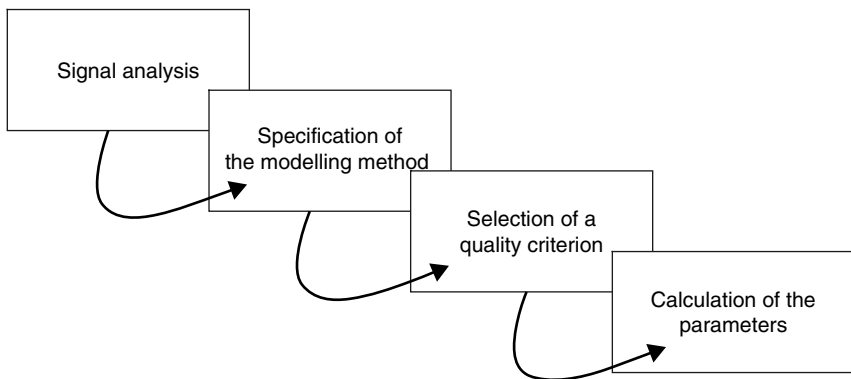 Signal analysis
Specification of
the modelling method
Selection of a
quality criterion
Calculation of the
parameters